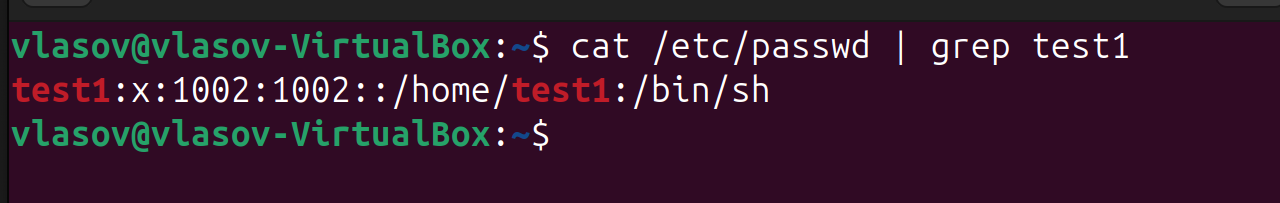 vlasov@vlasov-VirtualBox:~$ cat /etc/passwd | grep test1
test1:x:1002:1002::/home/test1:/bin/sh
vlasov@vlasov-VirtualBox:~$